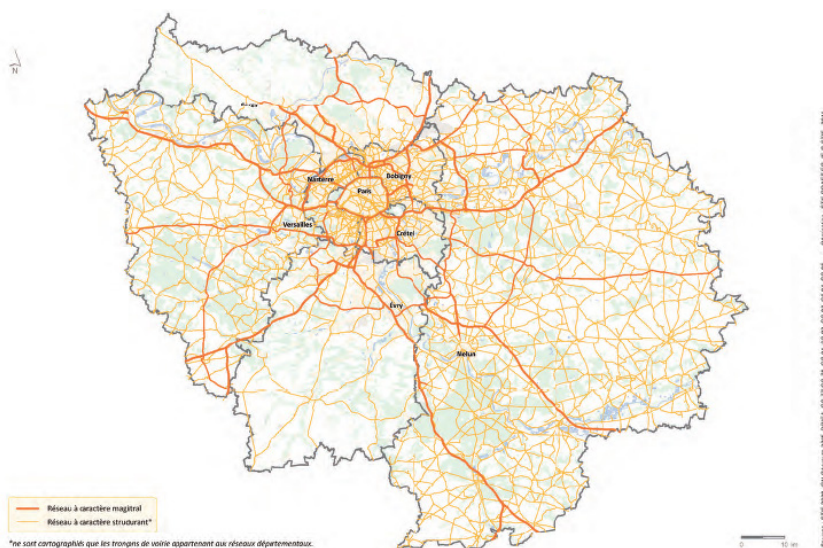 N
Nanterre
Bobigny
Paris
Versailles
Créteil
Évry
Melun
Réseau à caractère magistral
Réseau à caractère structurant*
*ne sont cartographiés que les tronçons de voirie appartenant aux réseaux départementaux.
0
10 km